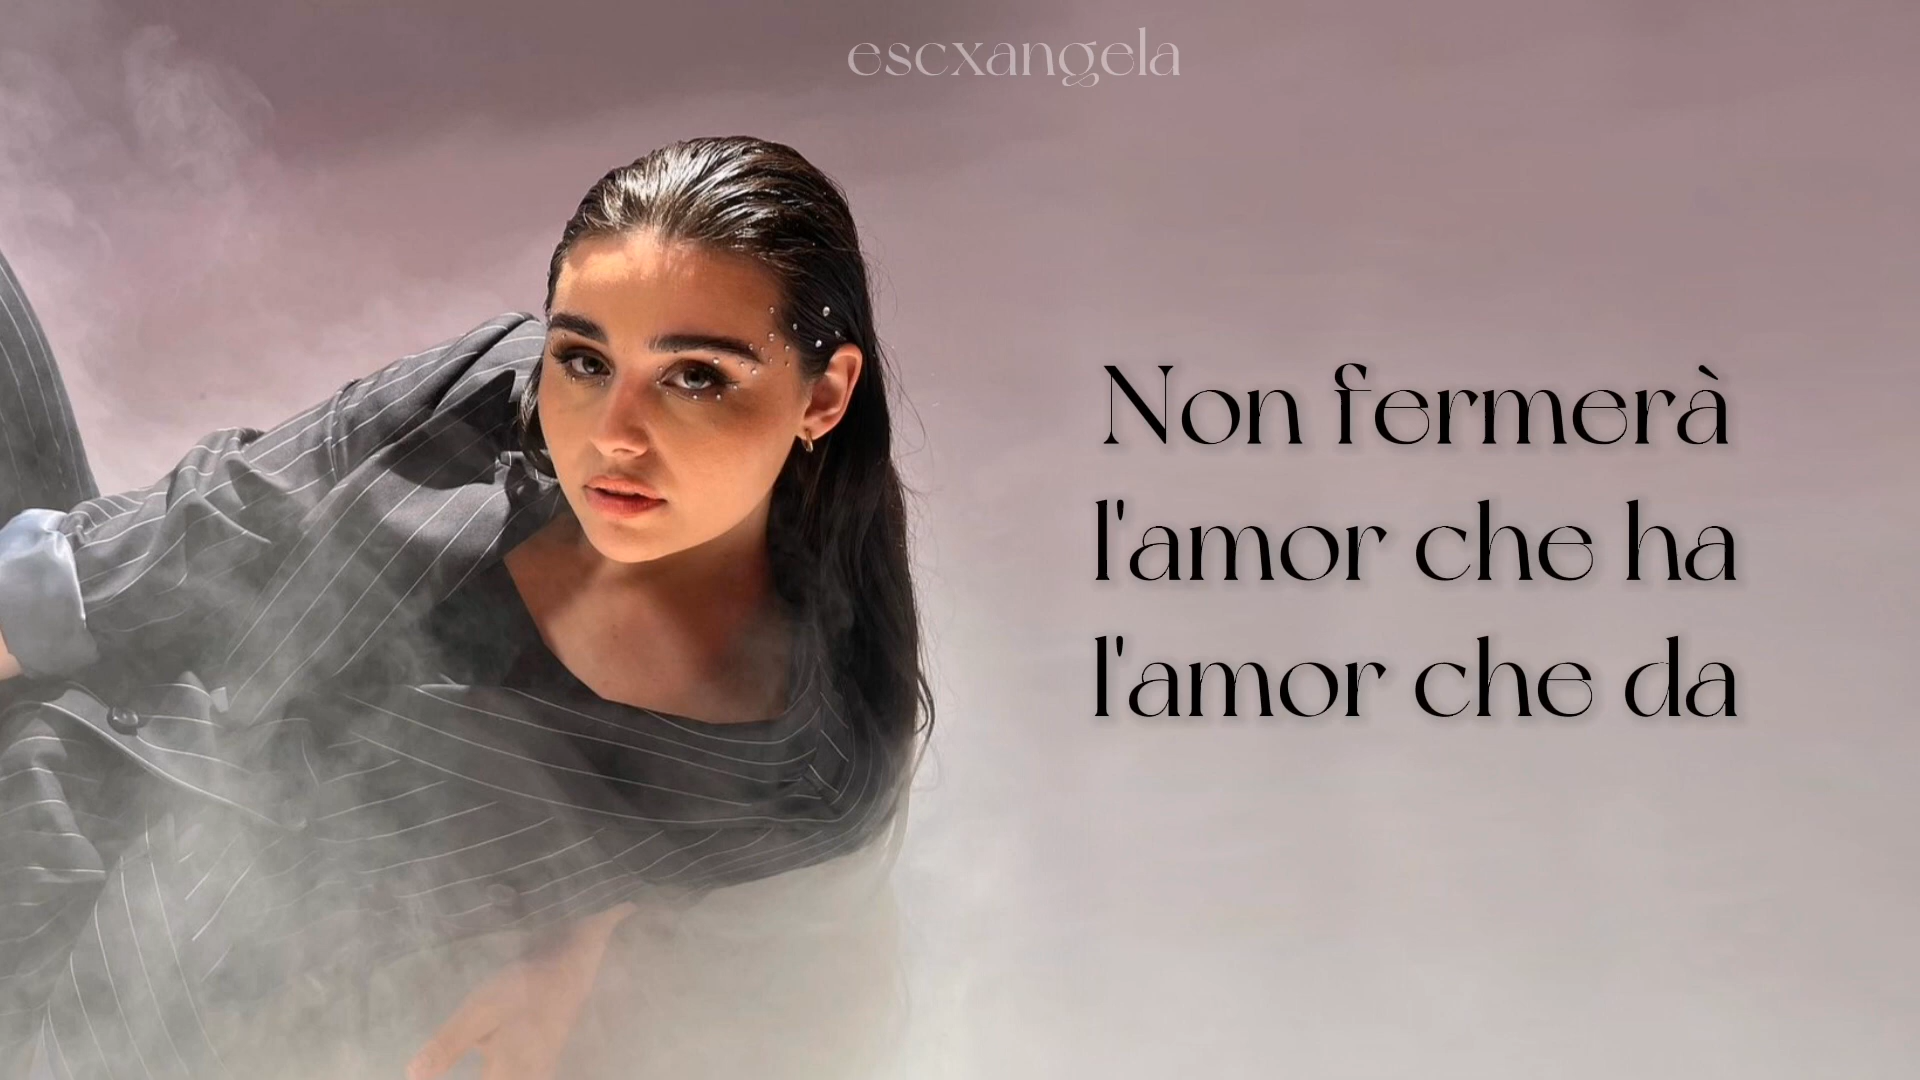 escxangela
Non fermerà
l'amor che ha
l'amor che da